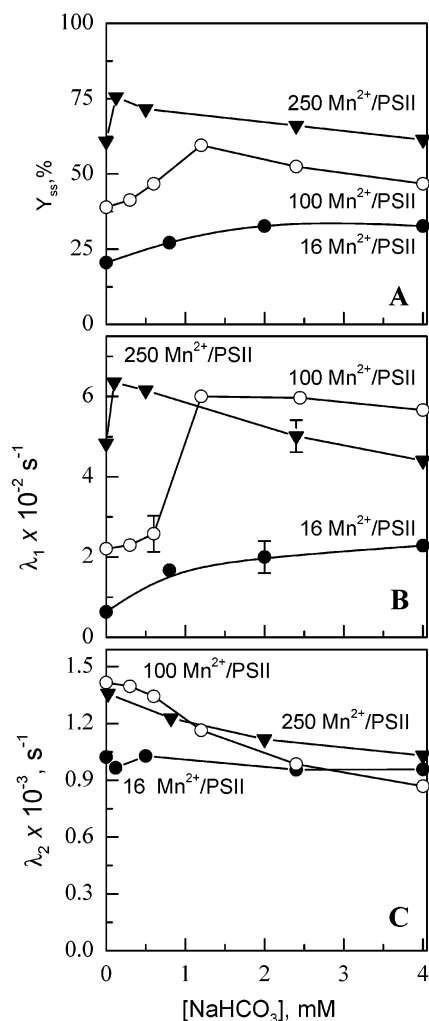 100
75
50
25
0
Y_ss,%
250 Mn²⁺/PSII
100 Mn²⁺/PSII
16 Mn²⁺/PSII
A
6
4
2
0
λ₁ x 10⁻² s⁻¹
250 Mn²⁺/PSII
100 Mn²⁺/PSII
16 Mn²⁺/PSII
B
1.5
1.2
0.9
0.6
0.3
0.0
λ₂ x 10⁻³, s⁻¹
100 Mn²⁺/PSII
250 Mn²⁺/PSII
16 Mn²⁺/PSII
C
0 1 2 3 4
[NaHCO₃], mM